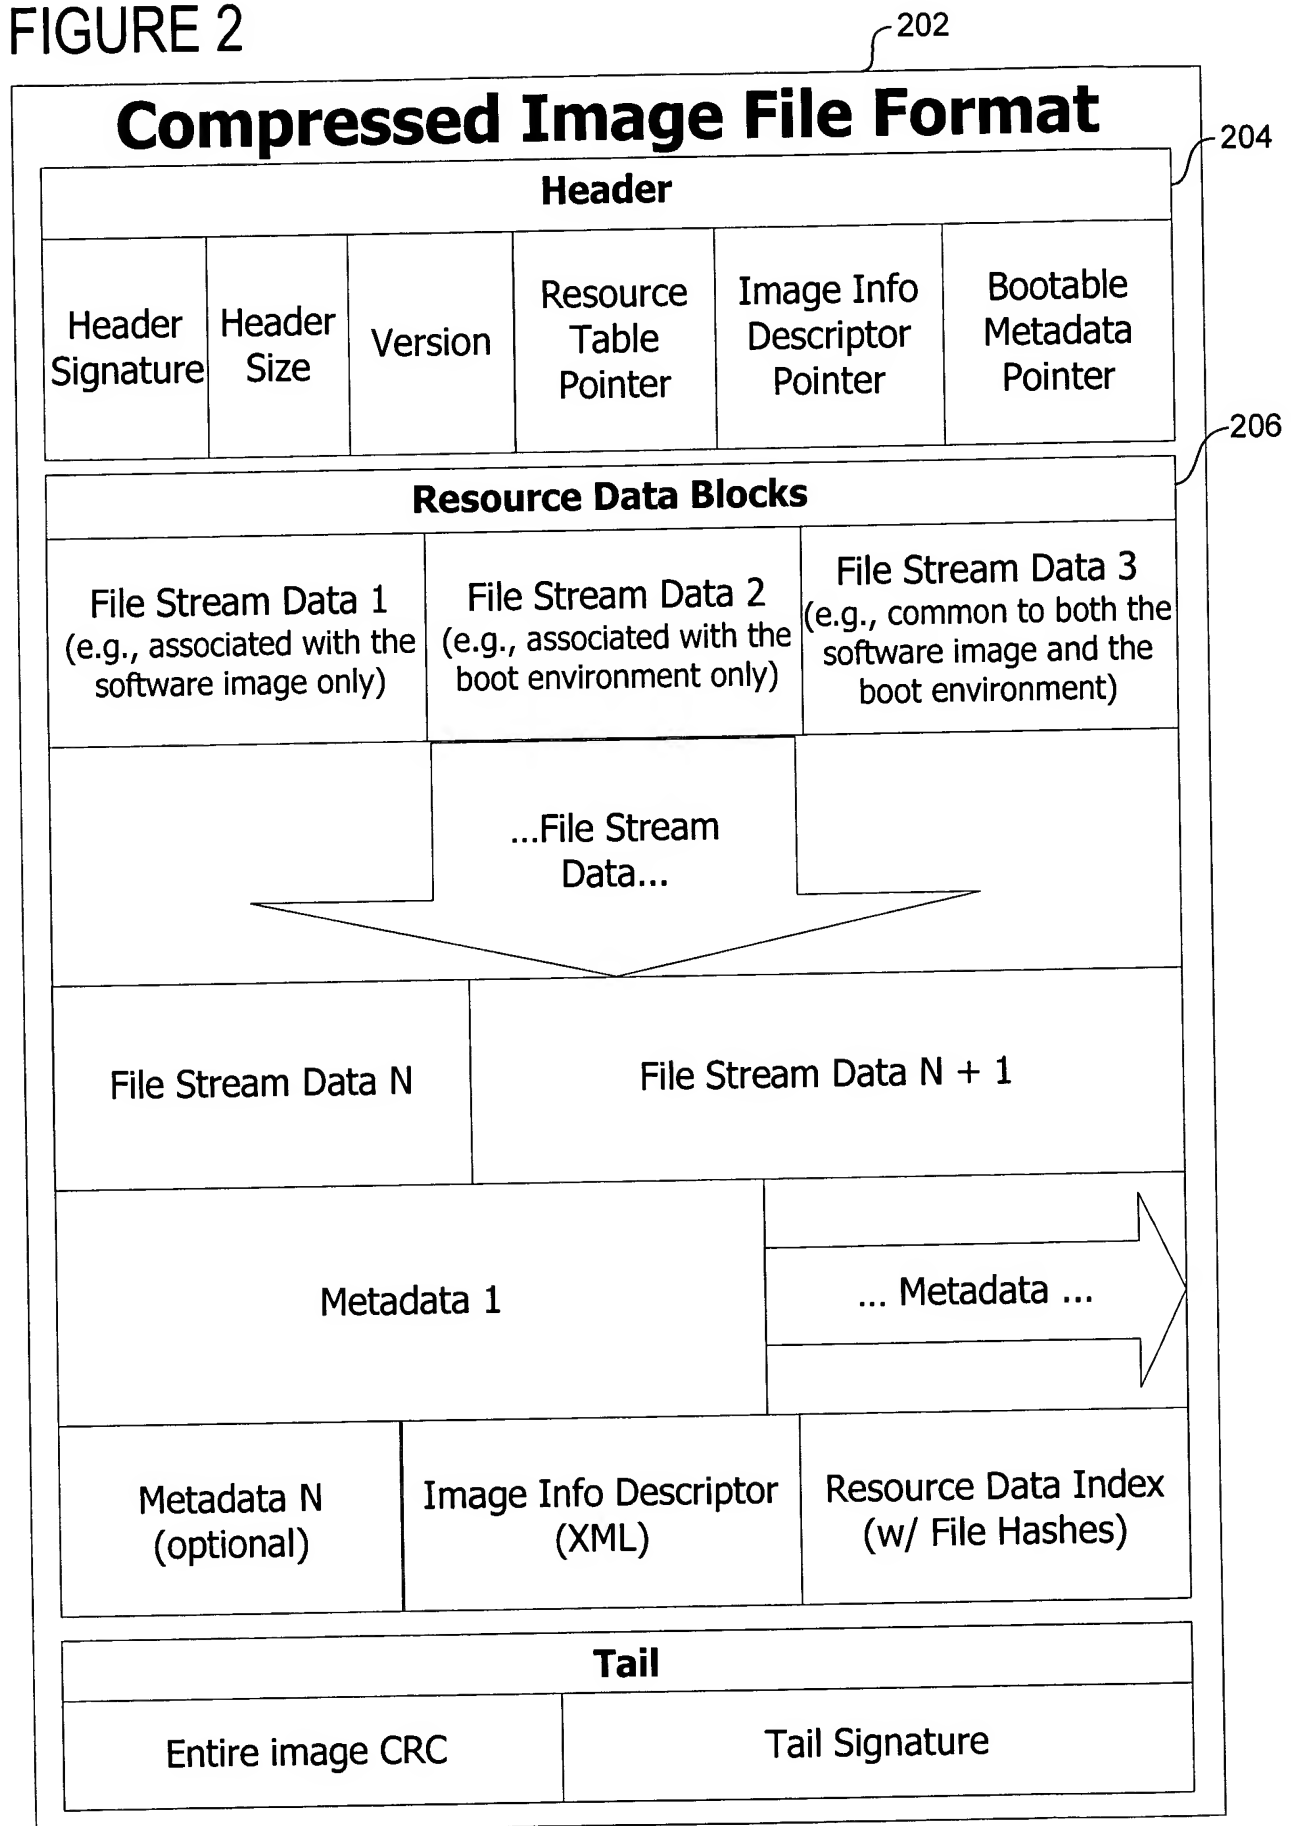 FIGURE 2
202
Compressed Image File Format
204
Header
Header
Signature
Header
Size
Version
Resource
Table
Pointer
Image Info
Descriptor
Pointer
Bootable
Metadata
Pointer
206
Resource Data Blocks
File Stream Data 1
(e.g., associated with the
software image only)
File Stream Data 2
(e.g., associated with the
boot environment only)
File Stream Data 3
(e.g., common to both the
software image and the
boot environment)
...File Stream
Data...
File Stream Data N
File Stream Data N + 1
Metadata 1
... Metadata ...
Metadata N
(optional)
Image Info Descriptor
(XML)
Resource Data Index
(w/ File Hashes)
Tail
Entire image CRC
Tail Signature